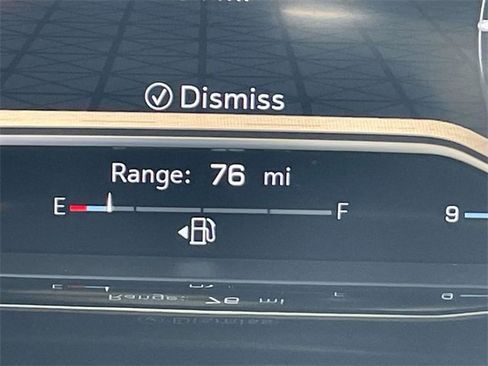 Dismiss
Range: 76 mi
E F 9